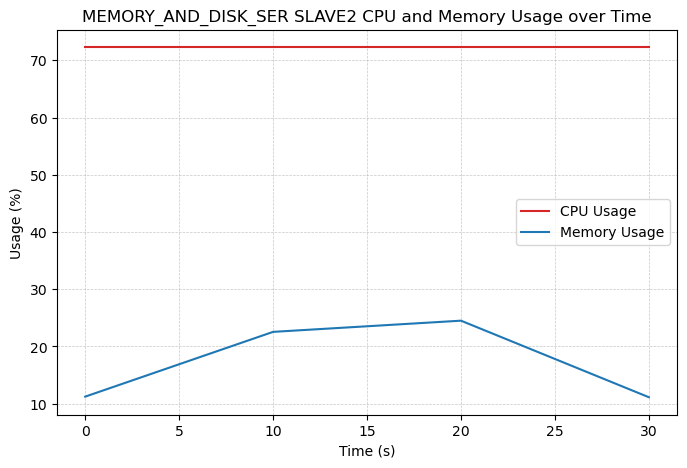 MEMORY_AND_DISK_SER SLAVE2 CPU and Memory Usage over Time
70
60
50
40
30
20
10
Usage (%)
CPU Usage
Memory Usage
0 5 10 15 20 25 30
Time (s)